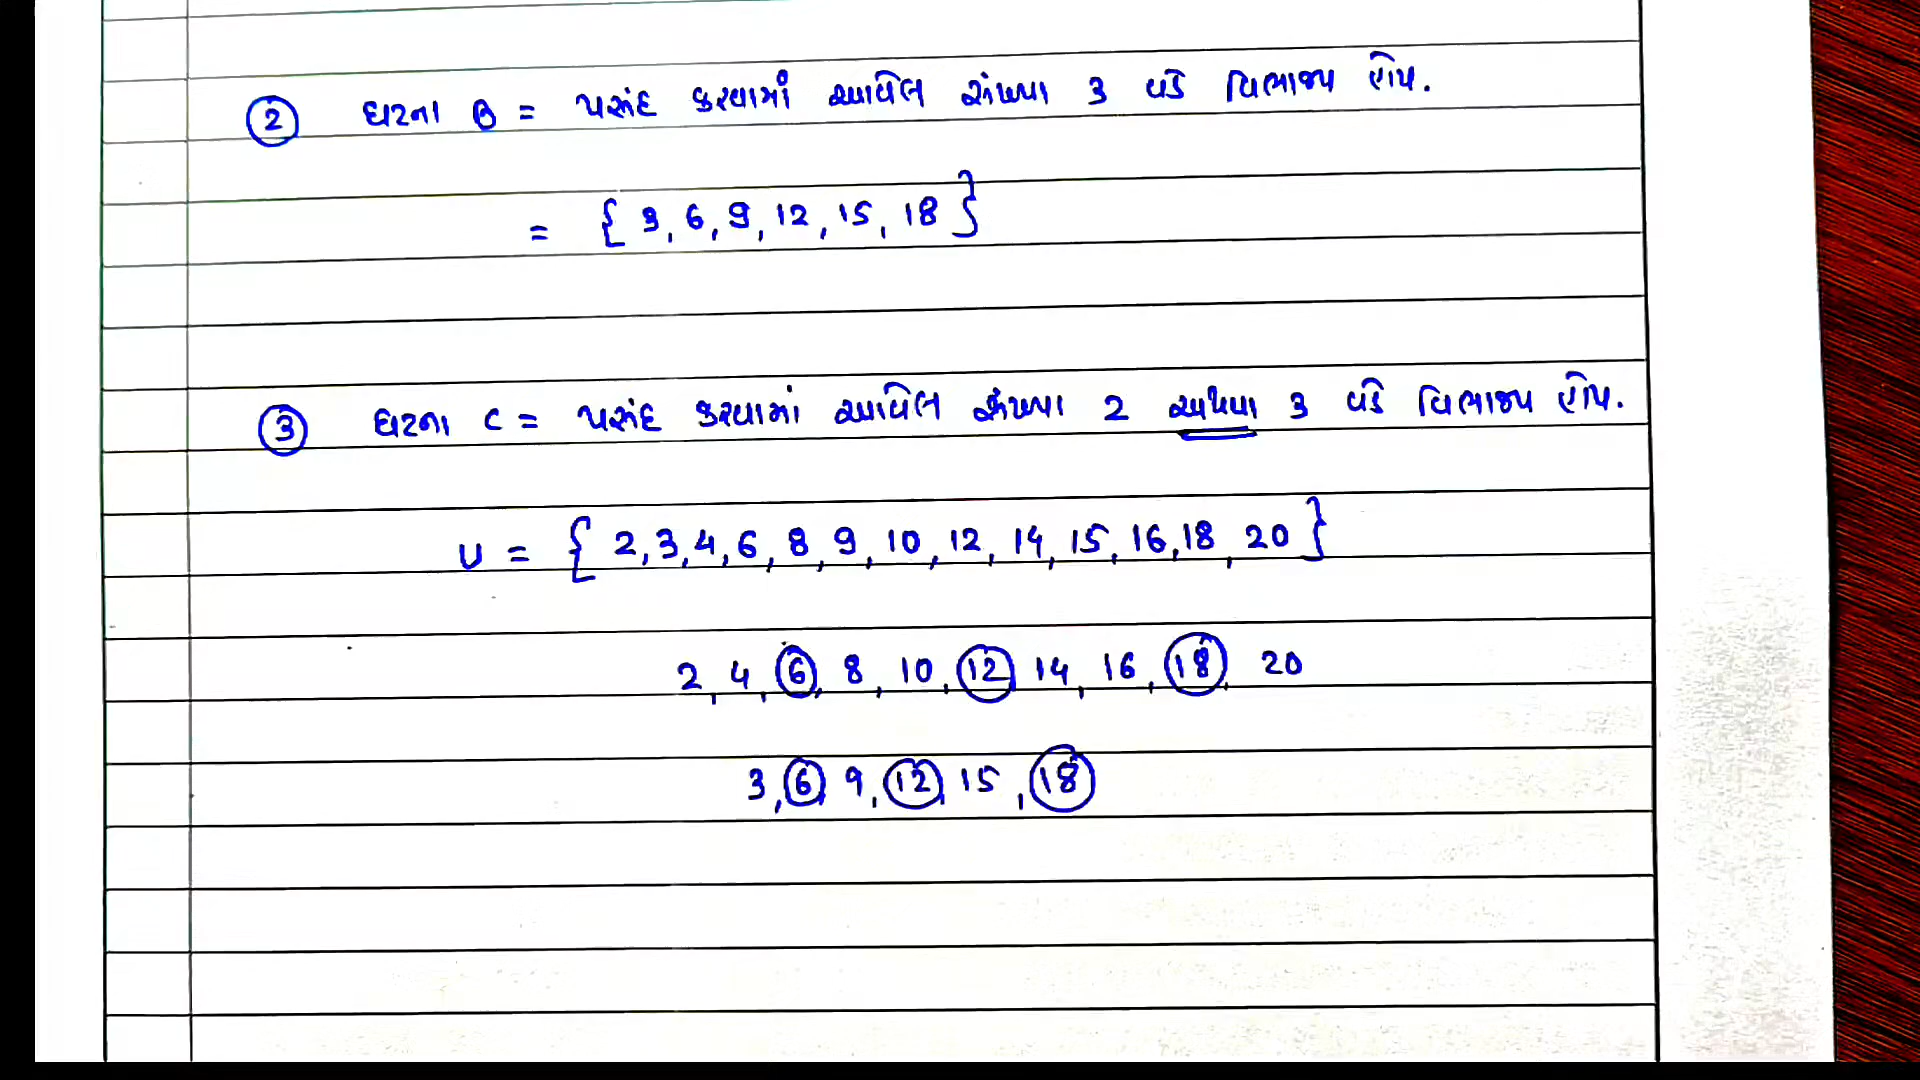 ② ઘટના B = પસંદ કરવામાં આવેલ સંખ્યા 3 વડે વિભાજ્ય હોય.
= { 3, 6, 9, 12, 15, 18 }
③ ઘટના C = પસંદ કરવામાં આવેલ સંખ્યા 2 અથવા 3 વડે વિભાજ્ય હોય.
U = { 2, 3, 4, 6, 8, 9, 10, 12, 14, 15, 16, 18, 20 }
2, 4, ⑥, 8, 10, ⑫, 14, 16, ⑱, 20
3, ⑥, 9, ⑫, 15, ⑱